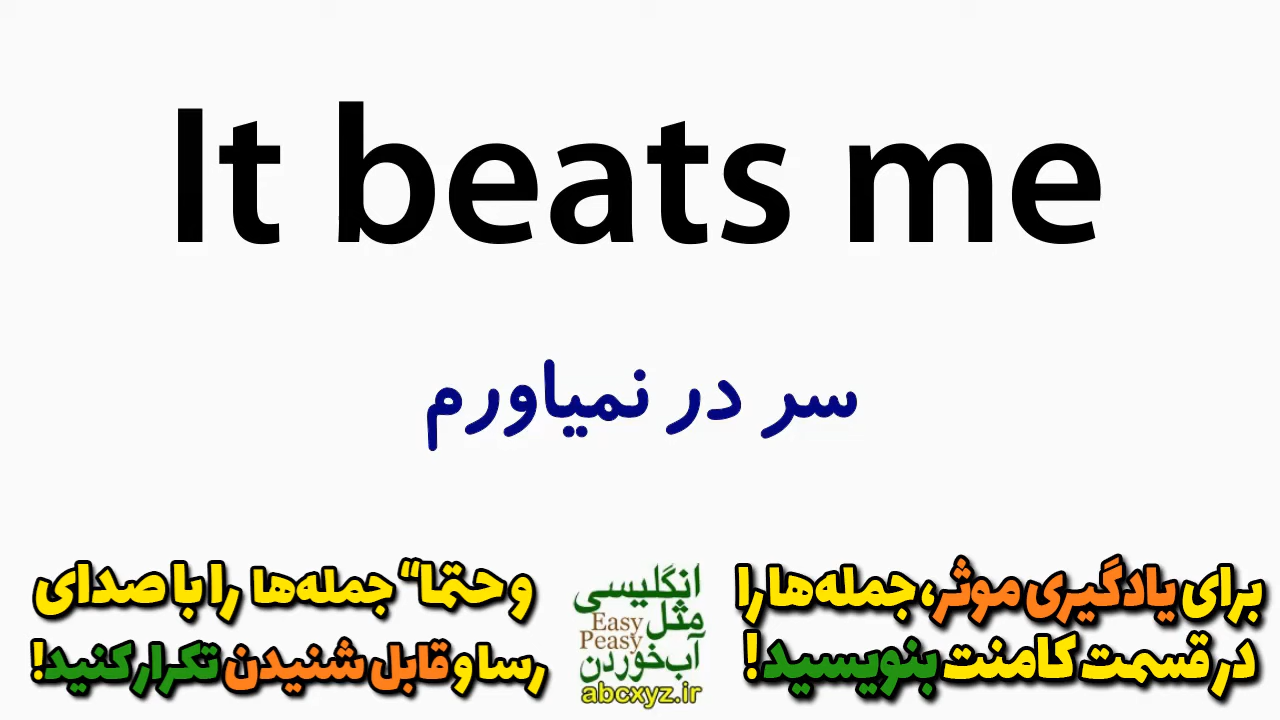 It beats me
سر در نمیاورم
برای یادگیری موثر، جمله‌ها را
در قسمت کامنت بنویسید!
انگلیسی
مثل
Easy
Peasy
آب خوردن
abcxyz.ir
و حتما“ جمله‌ها را با صدای
رسا و قابل شنیدن تکرار کنید!